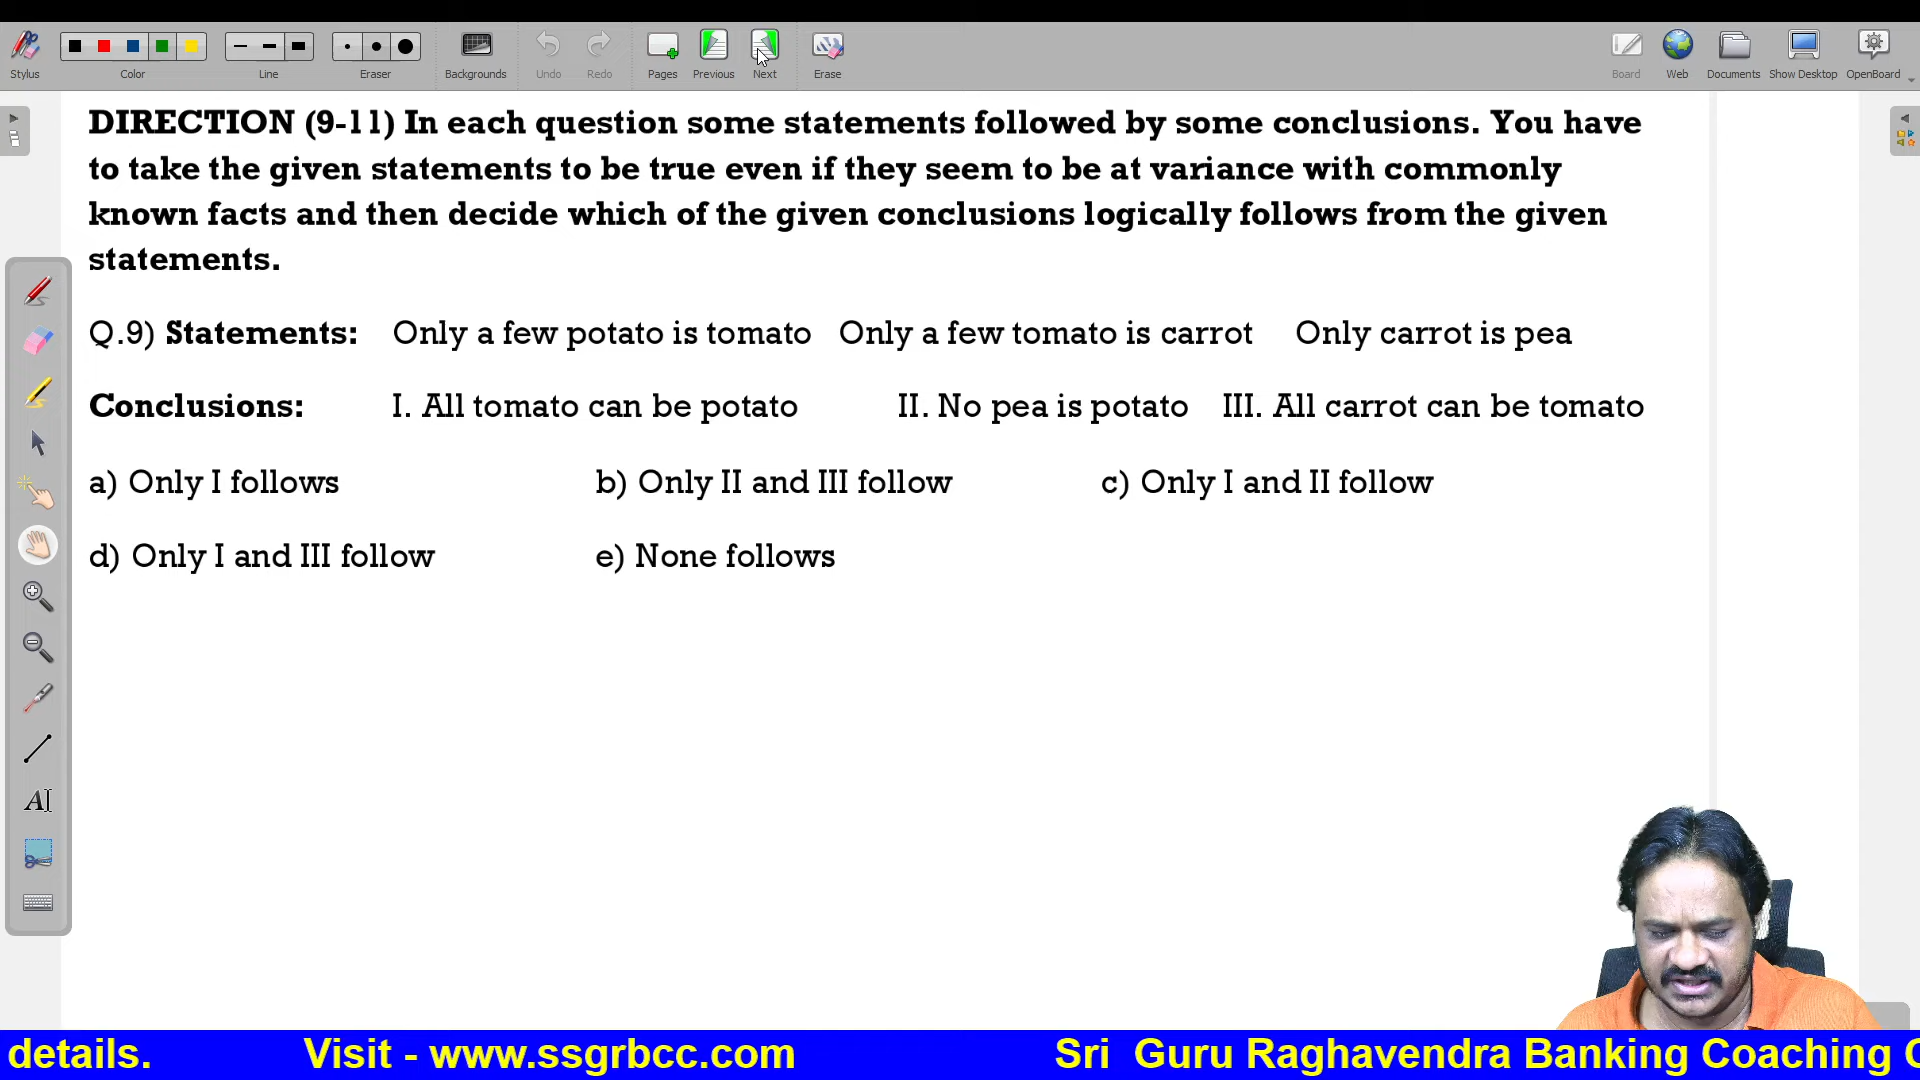 Stylus Color Line Eraser Backgrounds Undo Redo Pages Previous Next Erase Board Web Documents Show Desktop OpenBoard
DIRECTION (9-11) In each question some statements followed by some conclusions. You have
to take the given statements to be true even if they seem to be at variance with commonly
known facts and then decide which of the given conclusions logically follows from the given
statements.
Q.9) Statements: Only a few potato is tomato Only a few tomato is carrot Only carrot is pea
Conclusions: I. All tomato can be potato II. No pea is potato III. All carrot can be tomato
a) Only I follows b) Only II and III follow c) Only I and II follow
d) Only I and III follow e) None follows
details. Visit - www.ssgrbcc.com Sri Guru Raghavendra Banking Coaching